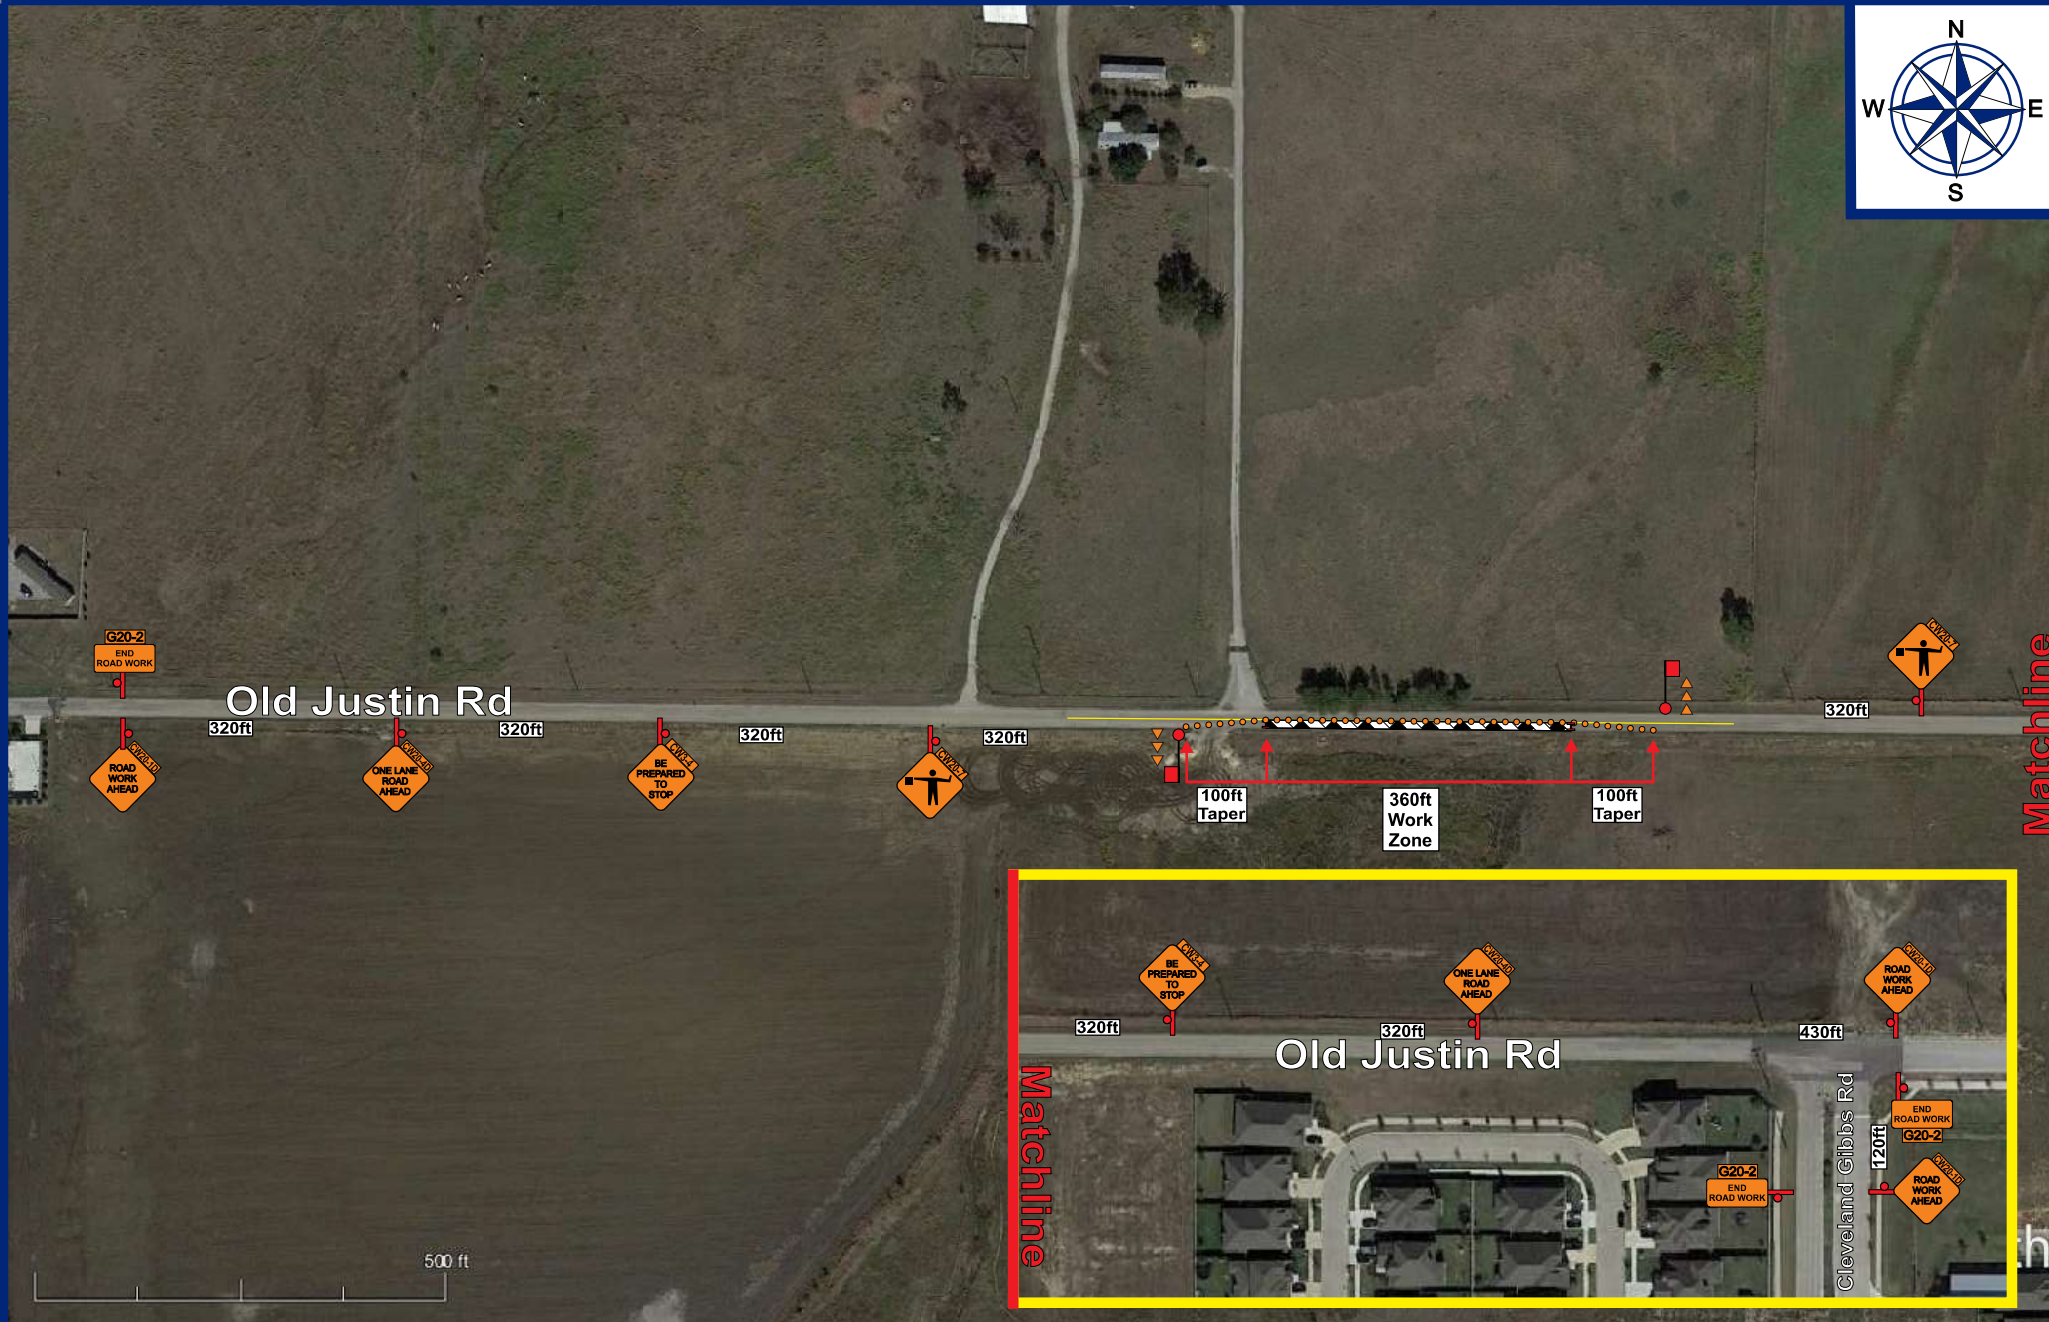 N
W
E
S
CW20-7
Matchline
G20-2
END
ROAD WORK
Old Justin Rd
320ft
320ft
320ft
320ft
320ft
CW20-1D
ROAD
WORK
AHEAD
CW20-4D
ONE LANE
ROAD
AHEAD
CW3-4
BE
PREPARED
TO
STOP
CW20-7
100ft
Taper
360ft
Work
Zone
100ft
Taper
CW3-4
BE
PREPARED
TO
STOP
CW20-4D
ONE LANE
ROAD
AHEAD
CW20-1D
ROAD
WORK
AHEAD
320ft
320ft
430ft
Old Justin Rd
Matchline
Cleveland Gibbs Rd
END
ROAD WORK
G20-2
120ft
G20-2
END
ROAD WORK
CW20-1D
ROAD
WORK
AHEAD
500 ft